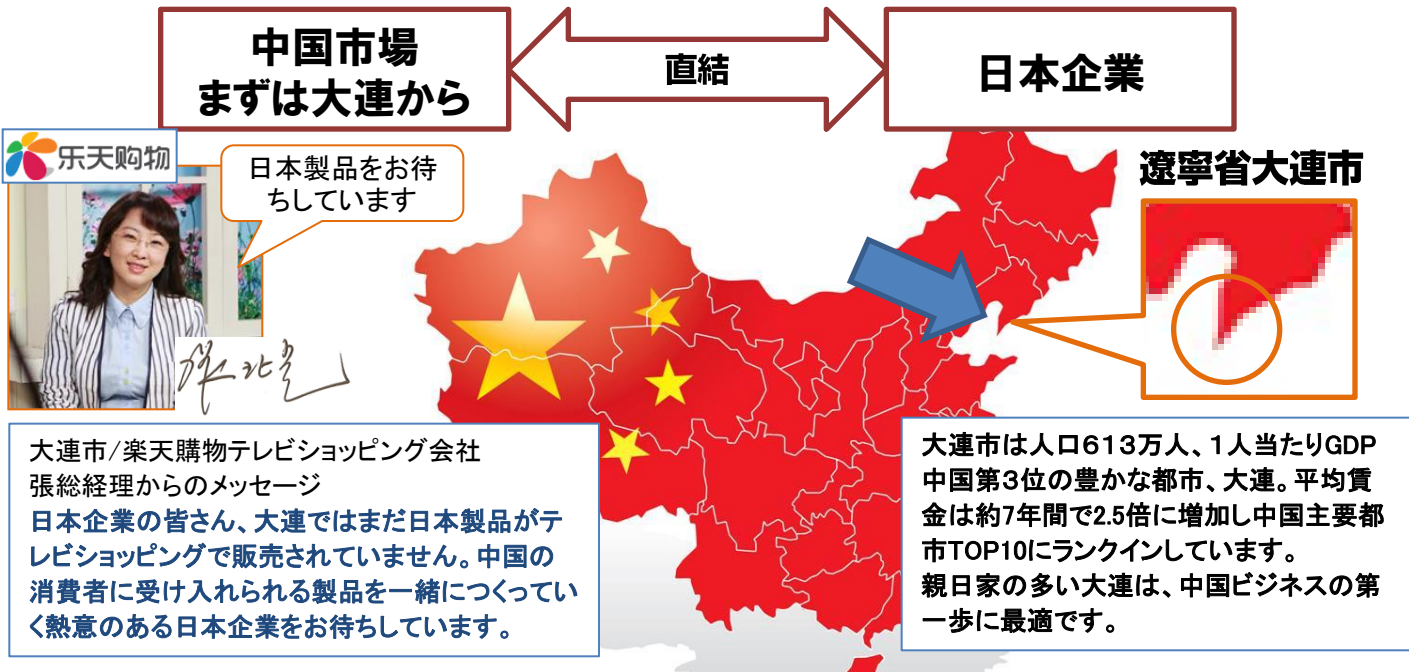 中国市場
まずは大連から
直結
日本企業
乐天购物
日本製品をお待
ちしています
遼寧省大連市
大連市/楽天購物テレビショッピング会社
張総経理からのメッセージ
日本企業の皆さん、大連ではまだ日本製品がテ
レビショッピングで販売されていません。中国の
消費者に受け入れられる製品を一緒につくってい
く熱意のある日本企業をお待ちしています。
大連市は人口613万人、1人当たりGDP
中国第3位の豊かな都市、大連。平均賃
金は約7年間で2.5倍に増加し中国主要都
市TOP10にランクインしています。
親日家の多い大連は、中国ビジネスの第
一歩に最適です。